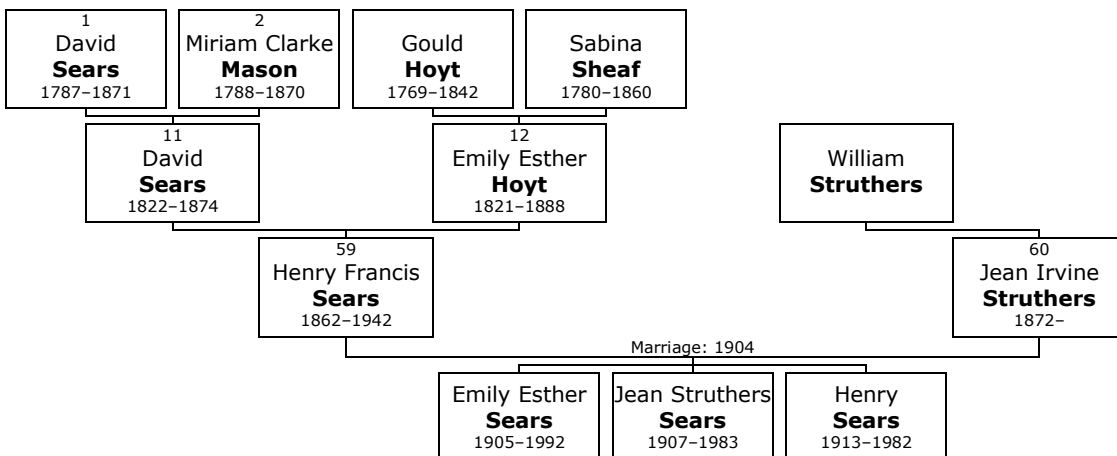 1
David
Sears
1787–1871
2
Miriam Clarke
Mason
1788–1870
Gould
Hoyt
1769–1842
Sabina
Sheaf
1780–1860
11
David
Sears
1822–1874
12
Emily Esther
Hoyt
1821–1888
William
Struthers
59
Henry Francis
Sears
1862–1942
60
Jean Irvine
Struthers
1872–
Marriage: 1904
Emily Esther
Sears
1905–1992
Jean Struthers
Sears
1907–1983
Henry
Sears
1913–1982